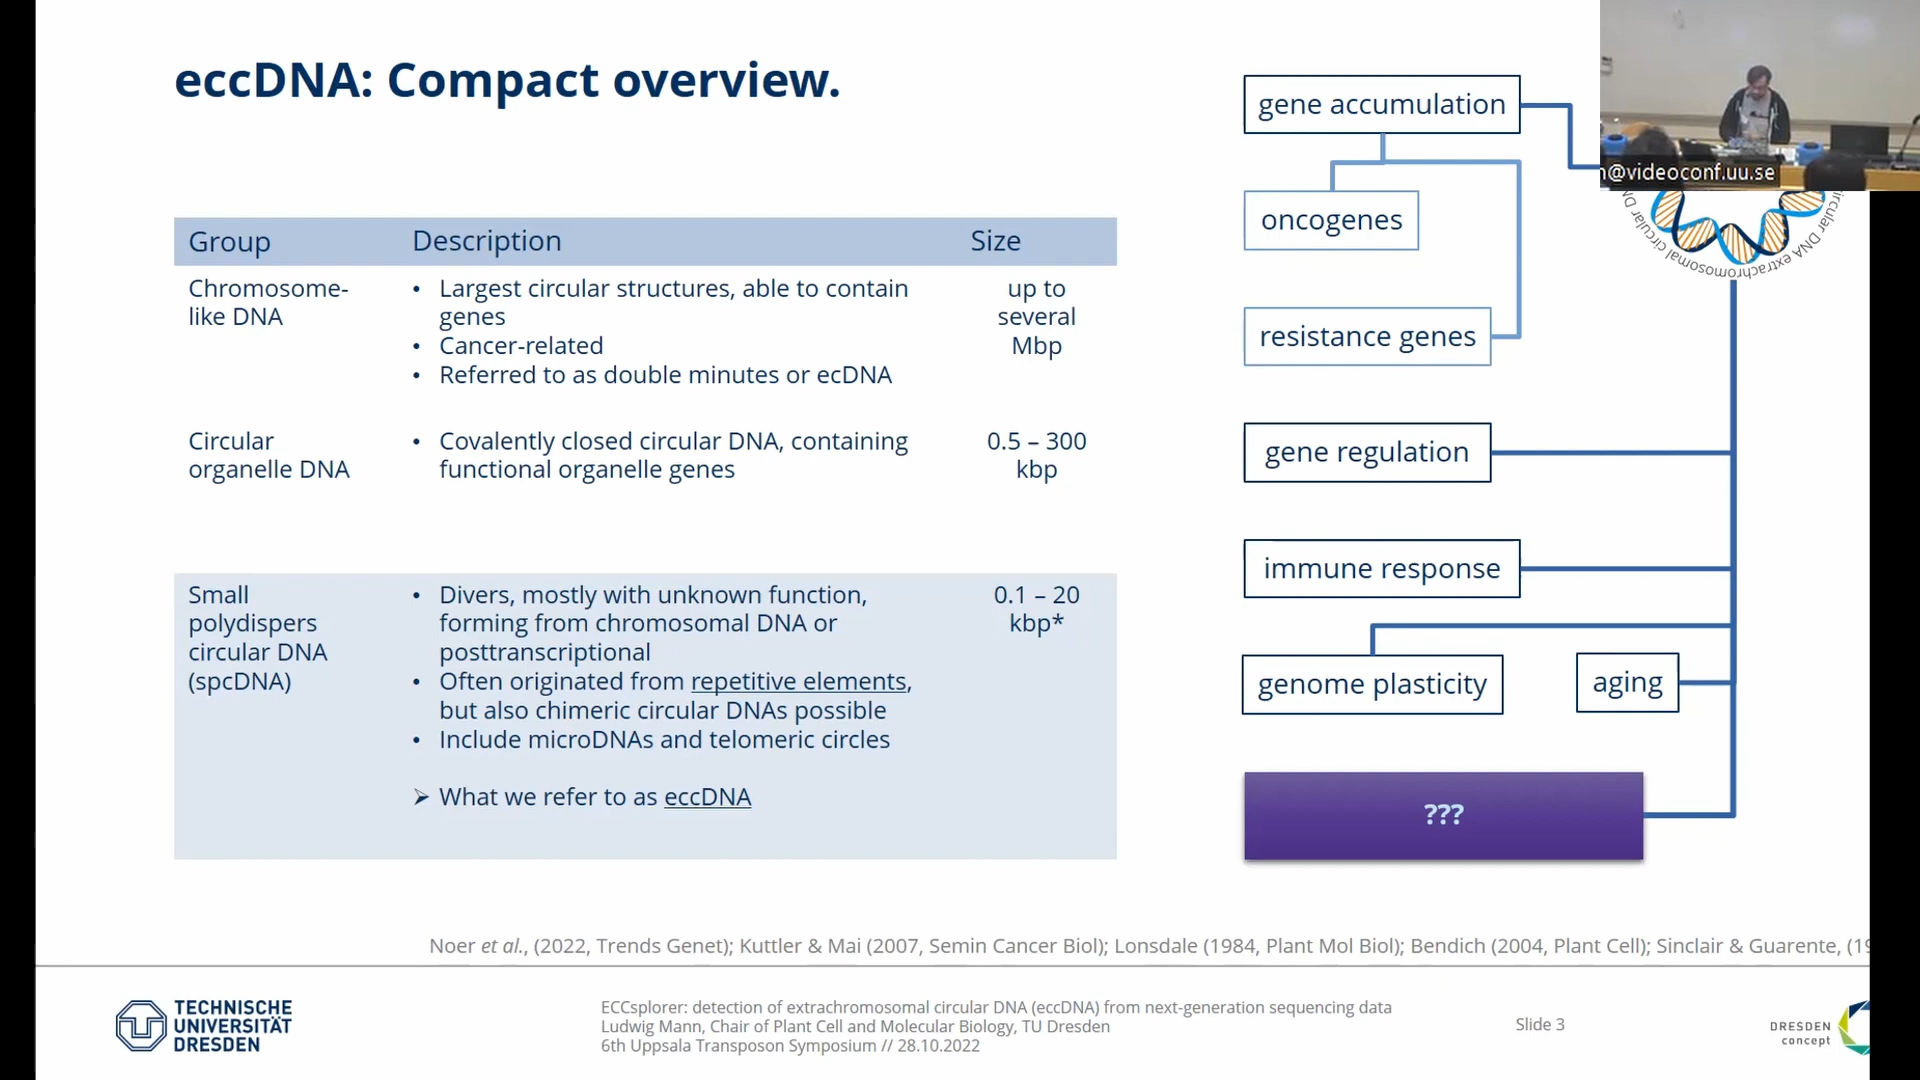 eccDNA: Compact overview.
Group Description Size
Chromosome-
like DNA
• Largest circular structures, able to contain
genes
• Cancer-related
• Referred to as double minutes or ecDNA
up to
several
Mbp
Circular
organelle DNA
• Covalently closed circular DNA, containing
functional organelle genes
0.5 – 300
kbp
Small
polydispers
circular DNA
(spcDNA)
• Divers, mostly with unknown function,
forming from chromosomal DNA or
posttranscriptional
• Often originated from repetitive elements,
but also chimeric circular DNAs possible
• Include microDNAs and telomeric circles
➢ What we refer to as eccDNA
0.1 – 20
kbp*
gene accumulation
oncogenes
resistance genes
gene regulation
immune response
genome plasticity
aging
???
@videoconf.uu.se
circular DNA extrachromosomal circular
Noer et al., (2022, Trends Genet); Kuttler & Mai (2007, Semin Cancer Biol); Lonsdale (1984, Plant Mol Biol); Bendich (2004, Plant Cell); Sinclair & Guarente, (19
TECHNISCHE
UNIVERSITÄT
DRESDEN
ECCsplorer: detection of extrachromosomal circular DNA (eccDNA) from next-generation sequencing data
Ludwig Mann, Chair of Plant Cell and Molecular Biology, TU Dresden
6th Uppsala Transposon Symposium // 28.10.2022
Slide 3
DRESDEN
concept